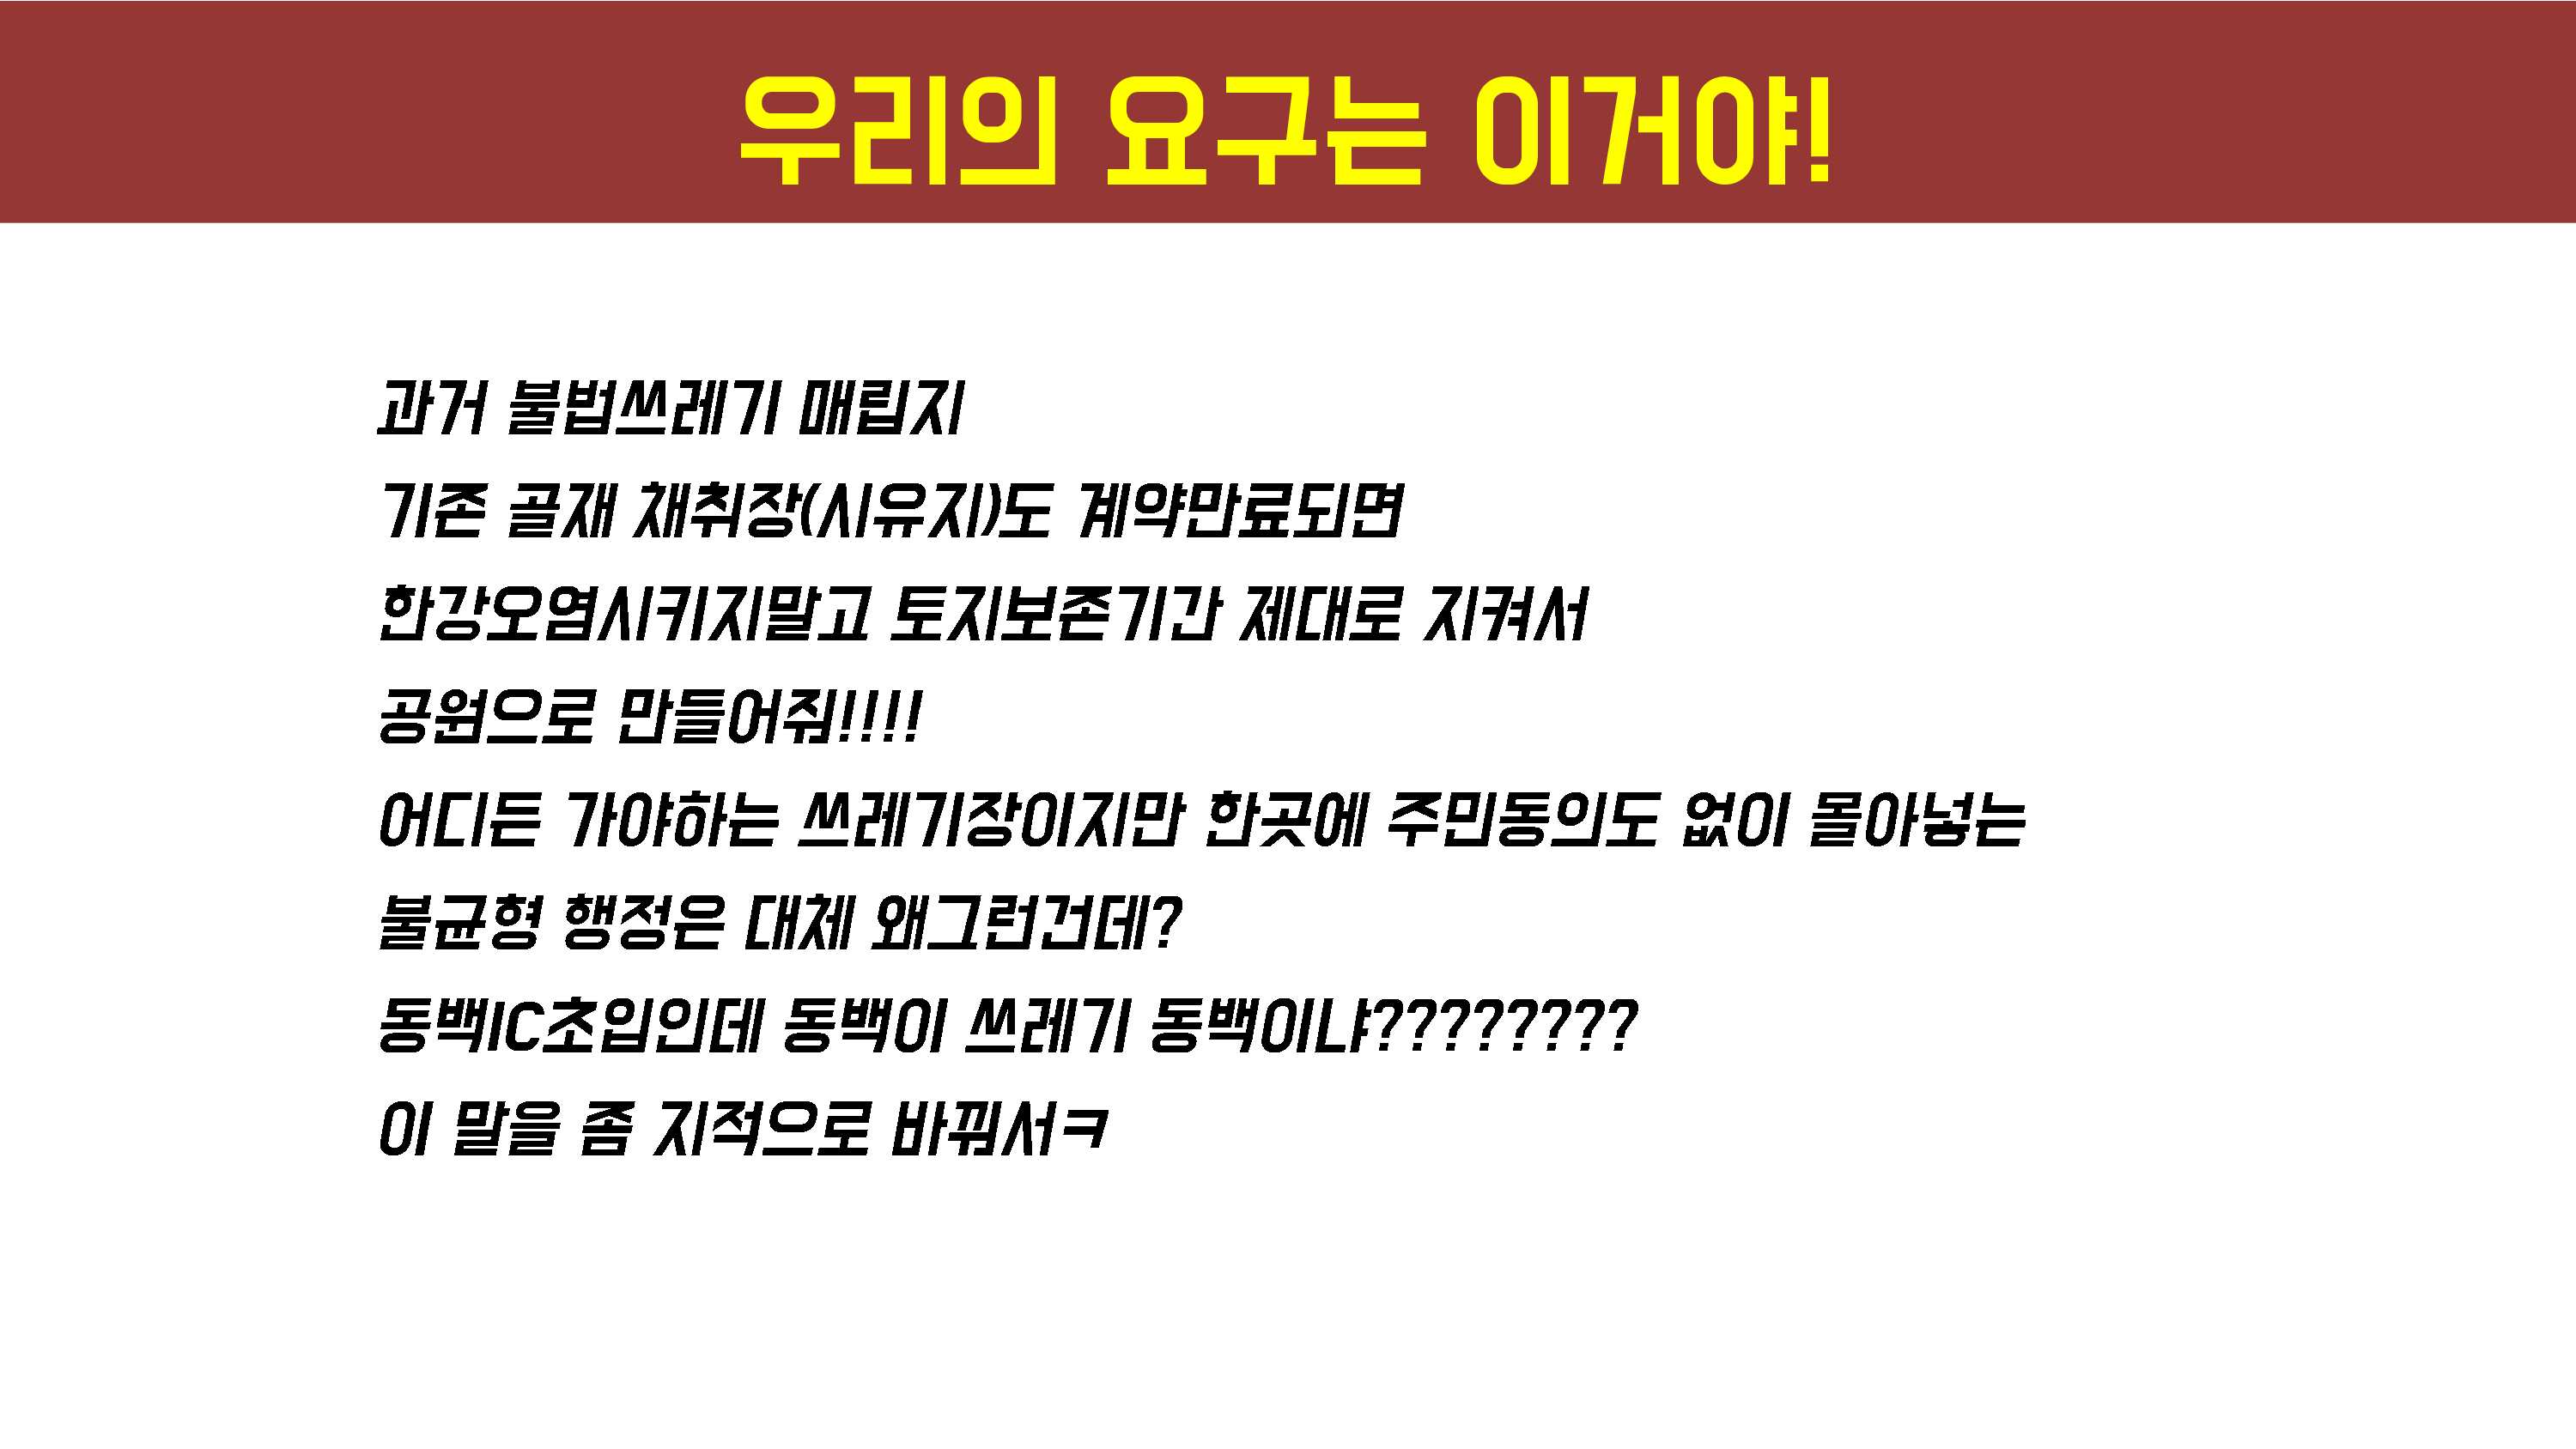 우리의 요구는 이거야!
과거 불법쓰레기 매립지
기존 골재 채취장(시유지)도 계약만료되면
한강오염시키지말고 토지보존기간 제대로 지켜서
공원으로 만들어줘!!!!
어디든 가야하는 쓰레기장이지만 한곳에 주민동의도 없이 몰아넣는
불균형 행정은 대체 왜그런건데?
동백IC초입인데 동백이 쓰레기 동백이냐????????
이 말을 좀 지적으로 바꿔서ㅋ